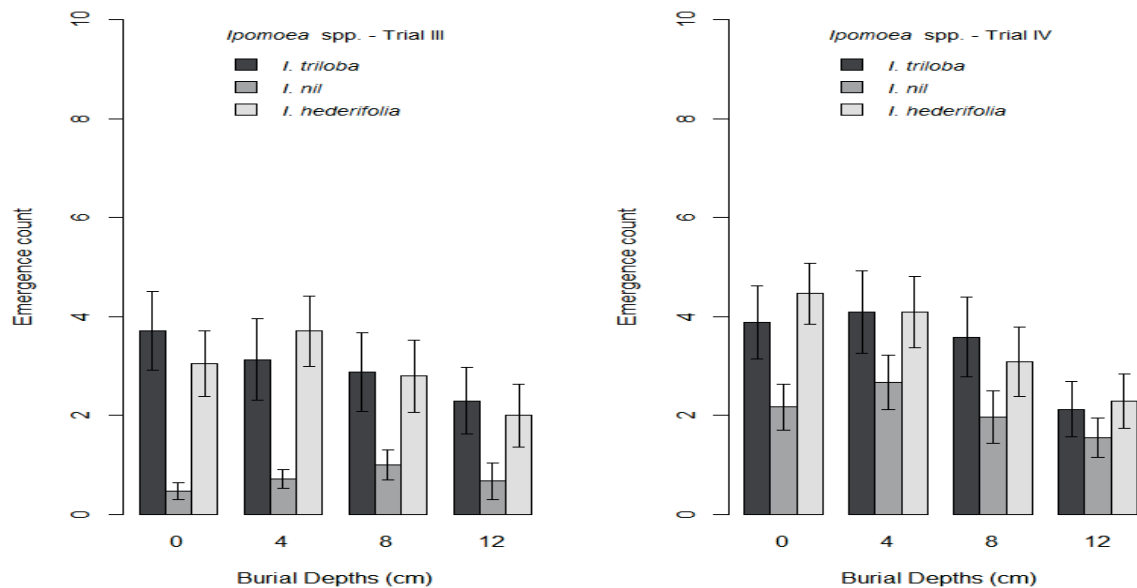 Ipomoea spp. - Trial III
I. triloba
I. nil
I. hederifolia
Emergence count
10
8
6
4
2
0
0 4 8 12
Burial Depths (cm)
Ipomoea spp. - Trial IV
I. triloba
I. nil
I. hederifolia
Emergence count
10
8
6
4
2
0
0 4 8 12
Burial Depths (cm)